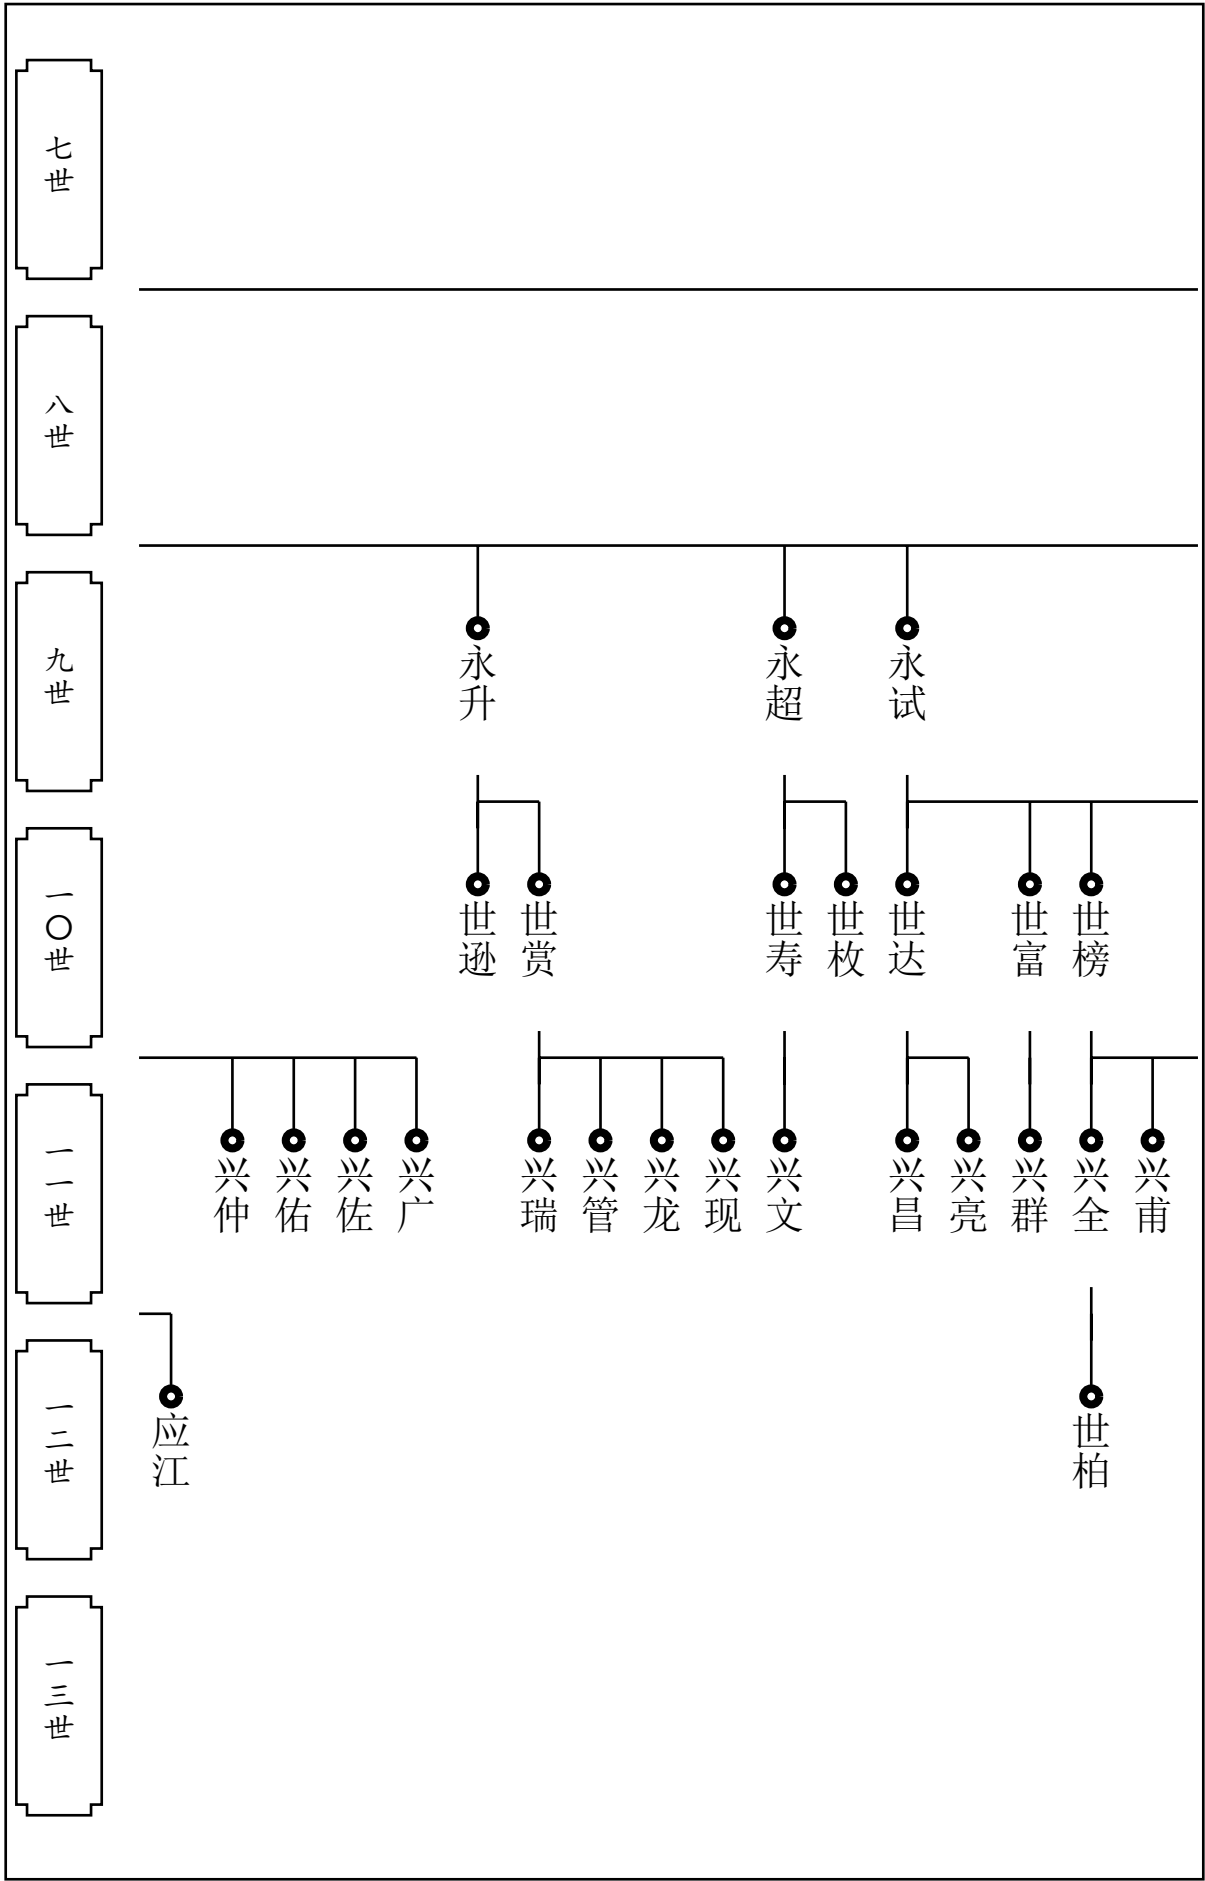 七世
八世
九世
永升
永超
永试
一〇世
世逊
世赏
世寿
世枚
世达
世富
世榜
一一世
兴仲
兴佑
兴佐
兴广
兴瑞
兴管
兴龙
兴现
兴文
兴昌
兴亮
兴群
兴全
兴甫
一二世
应江
世柏
一三世